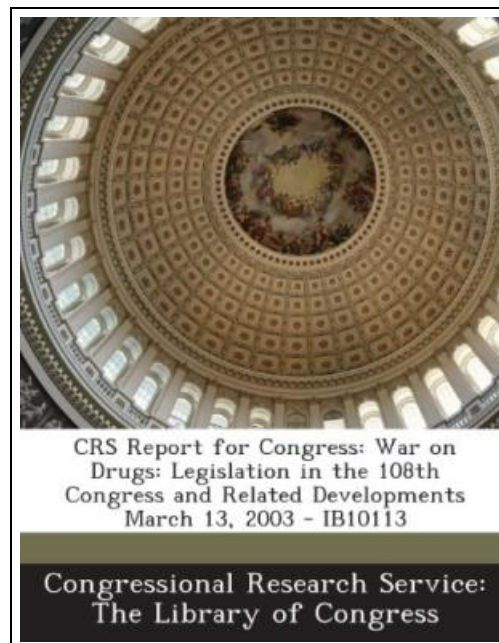 CRS Report for Congress: War on
Drugs: Legislation in the 108th
Congress and Related Developments
March 13, 2003 - IB10113
Congressional Research Service:
The Library of Congress